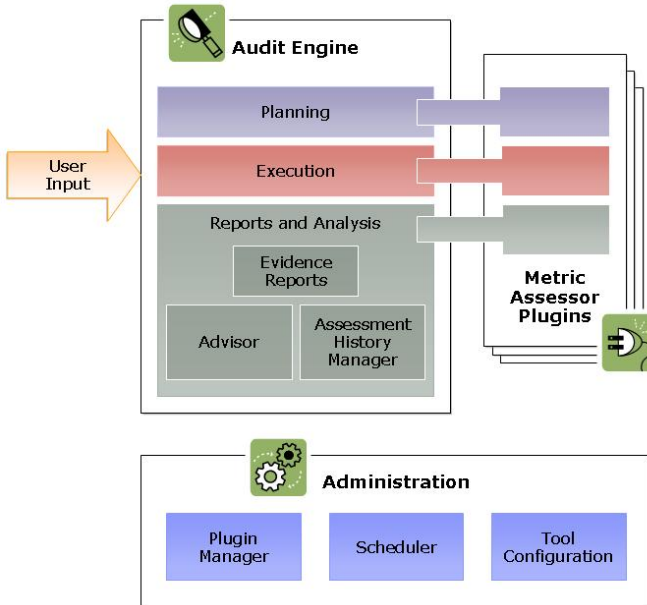 Audit Engine
Planning
Execution
User
Input
Reports and Analysis
Evidence
Reports
Advisor
Assessment
History
Manager
Metric
Assessor
Plugins
Administration
Plugin
Manager
Scheduler
Tool
Configuration